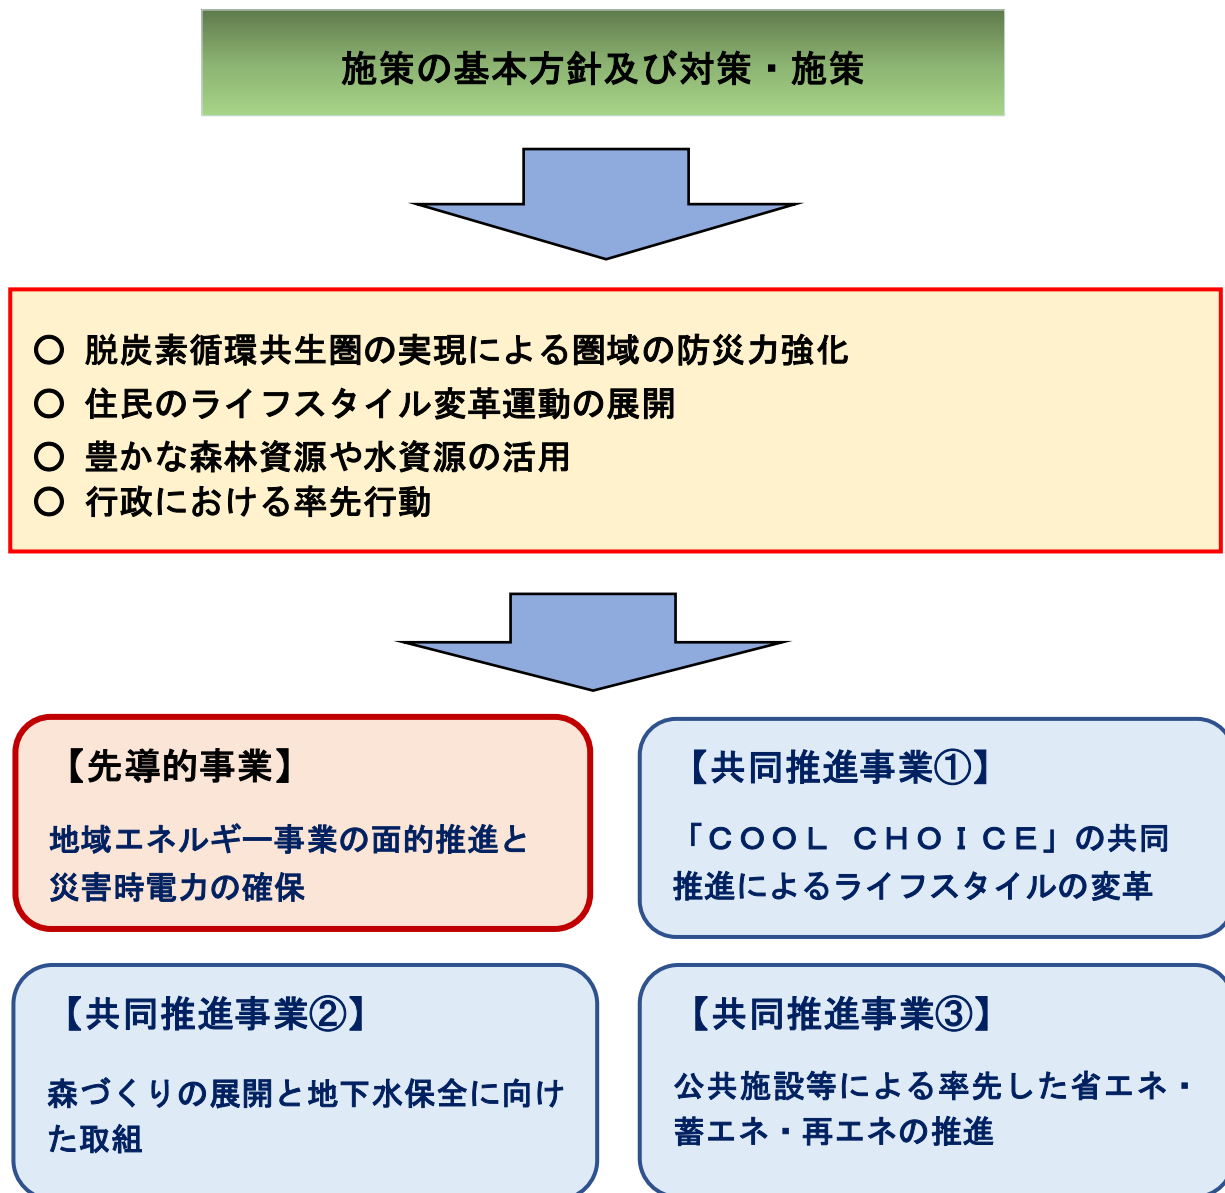 施策の基本方針及び対策・施策
○ 脱炭素循環共生圏の実現による圏域の防災力強化
○ 住民のライフスタイル変革運動の展開
○ 豊かな森林資源や水資源の活用
○ 行政における率先行動
【先導的事業】
地域エネルギー事業の面的推進と
災害時電力の確保
【共同推進事業①】
「ＣＯＯＬ　ＣＨＯＩＣＥ」の共同
推進によるライフスタイルの変革
【共同推進事業②】
森づくりの展開と地下水保全に向け
た取組
【共同推進事業③】
公共施設等による率先した省エネ・
蓄エネ・再エネの推進